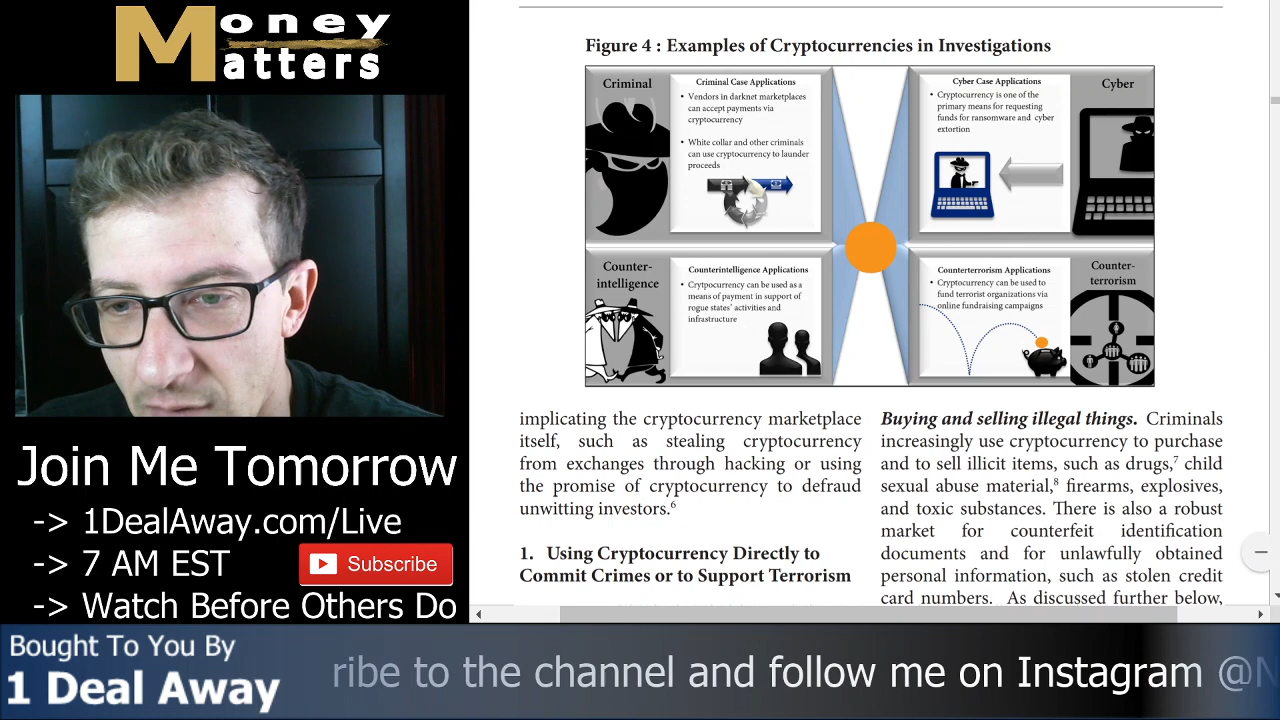 Money
Matters
Join Me Tomorrow
-> 1DealAway.com/Live
-> 7 AM EST
Subscribe
-> Watch Before Others Do
Figure 4 : Examples of Cryptocurrencies in Investigations
Criminal
Criminal Case Applications
• Vendors in darknet marketplaces
can accept payments via
cryptocurrency
• White collar and other criminals
can use cryptocurrency to launder
proceeds
Cyber Case Applications
• Cryptocurrency is one of the
primary means for requesting
funds for ransomware and cyber
extortion
Cyber
Counter-
intelligence
Counterintelligence Applications
• Crytpocurrency can be used as a
means of payment in support of
rogue states' activities and
infrastructure
Counterterrorism Applications
• Cryptocurrency can be used to
fund terrorist organizations via
online fundraising campaigns
Counter-
terrorism
implicating the cryptocurrency marketplace
itself, such as stealing cryptocurrency
from exchanges through hacking or using
the promise of cryptocurrency to defraud
unwitting investors.6
1. Using Cryptocurrency Directly to
Commit Crimes or to Support Terrorism
Buying and selling illegal things. Criminals
increasingly use cryptocurrency to purchase
and to sell illicit items, such as drugs,7 child
sexual abuse material,8 firearms, explosives,
and toxic substances. There is also a robust
market for counterfeit identification
documents and for unlawfully obtained
personal information, such as stolen credit
card numbers. As discussed further below,
Bought To You By
1 Deal Away
ribe to the channel and follow me on Instagram @N